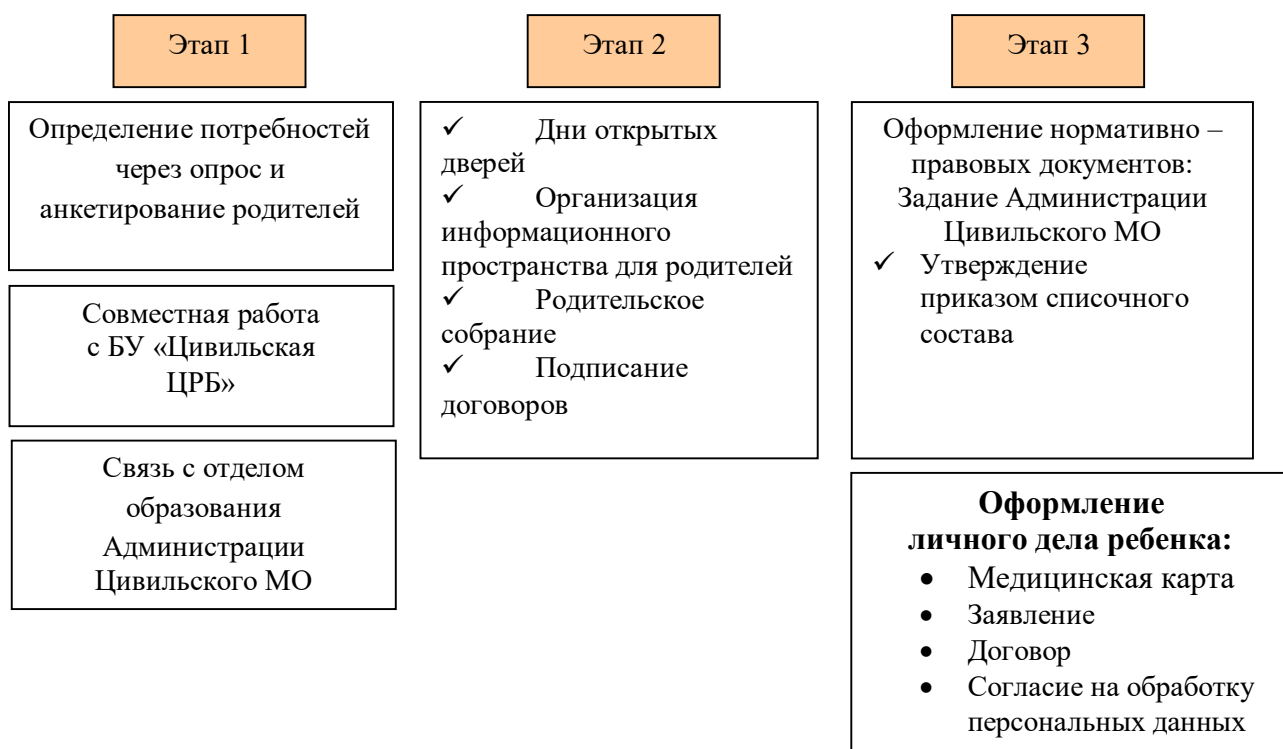 Этап 1
Определение потребностей
через опрос и
анкетирование родителей
Совместная работа
с БУ «Цивильская
ЦРБ»
Связь с отделом
образования
Администрации
Цивильского МО
Этап 2
✓ Дни открытых
дверей
✓ Организация
информационного
пространства для родителей
✓ Родительское
собрание
✓ Подписание
договоров
Этап 3
Оформление нормативно –
правовых документов:
Задание Администрации
Цивильского МО
✓ Утверждение
приказом списочного
состава
Оформление
личного дела ребенка:
• Медицинская карта
• Заявление
• Договор
• Согласие на обработку
персональных данных